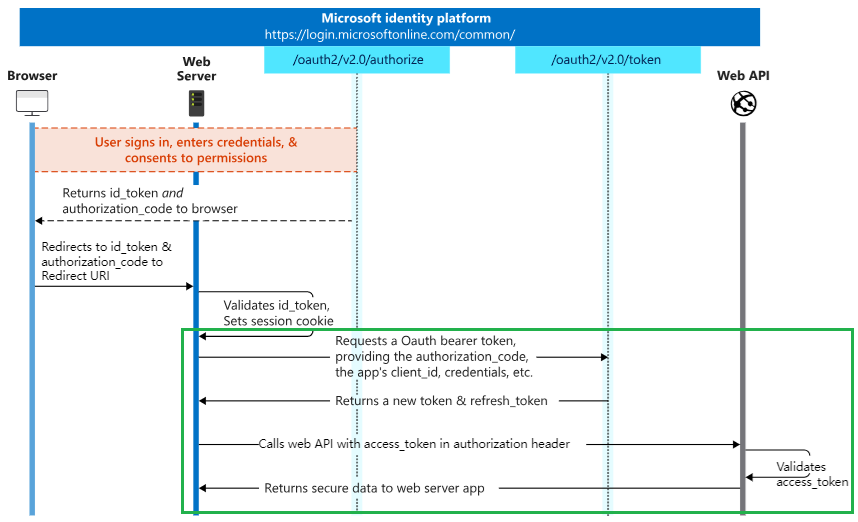 Microsoft identity platform
https://login.microsoftonline.com/common/
/oauth2/v2.0/authorize
/oauth2/v2.0/token
Browser
Web
Server
Web API
User signs in, enters credentials, &
consents to permissions
Returns id_token and
authorization_code to browser
Redirects to id_token &
authorization_code to
Redirect URI
Validates id_token,
Sets session cookie
Requests a Oauth bearer token,
providing the authorization_code,
the app's client_id, credentials, etc.
Returns a new token & refresh_token
Calls web API with access_token in authorization header
Validates
access_token
Returns secure data to web server app